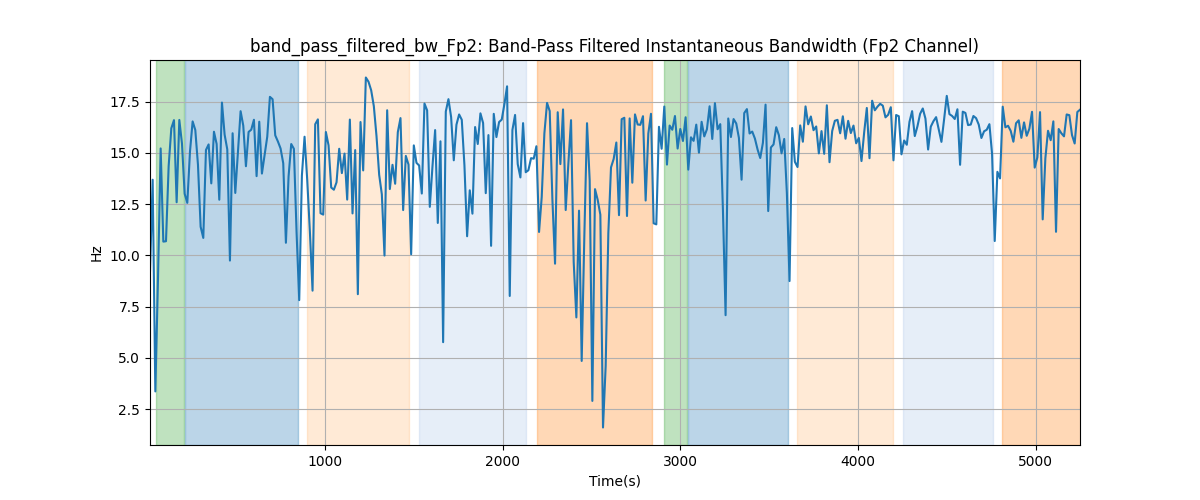 band_pass_filtered_bw_Fp2: Band-Pass Filtered Instantaneous Bandwidth (Fp2 Channel)
17.5
15.0
12.5
10.0
7.5
5.0
2.5
Hz
1000 2000 3000 4000 5000
Time(s)